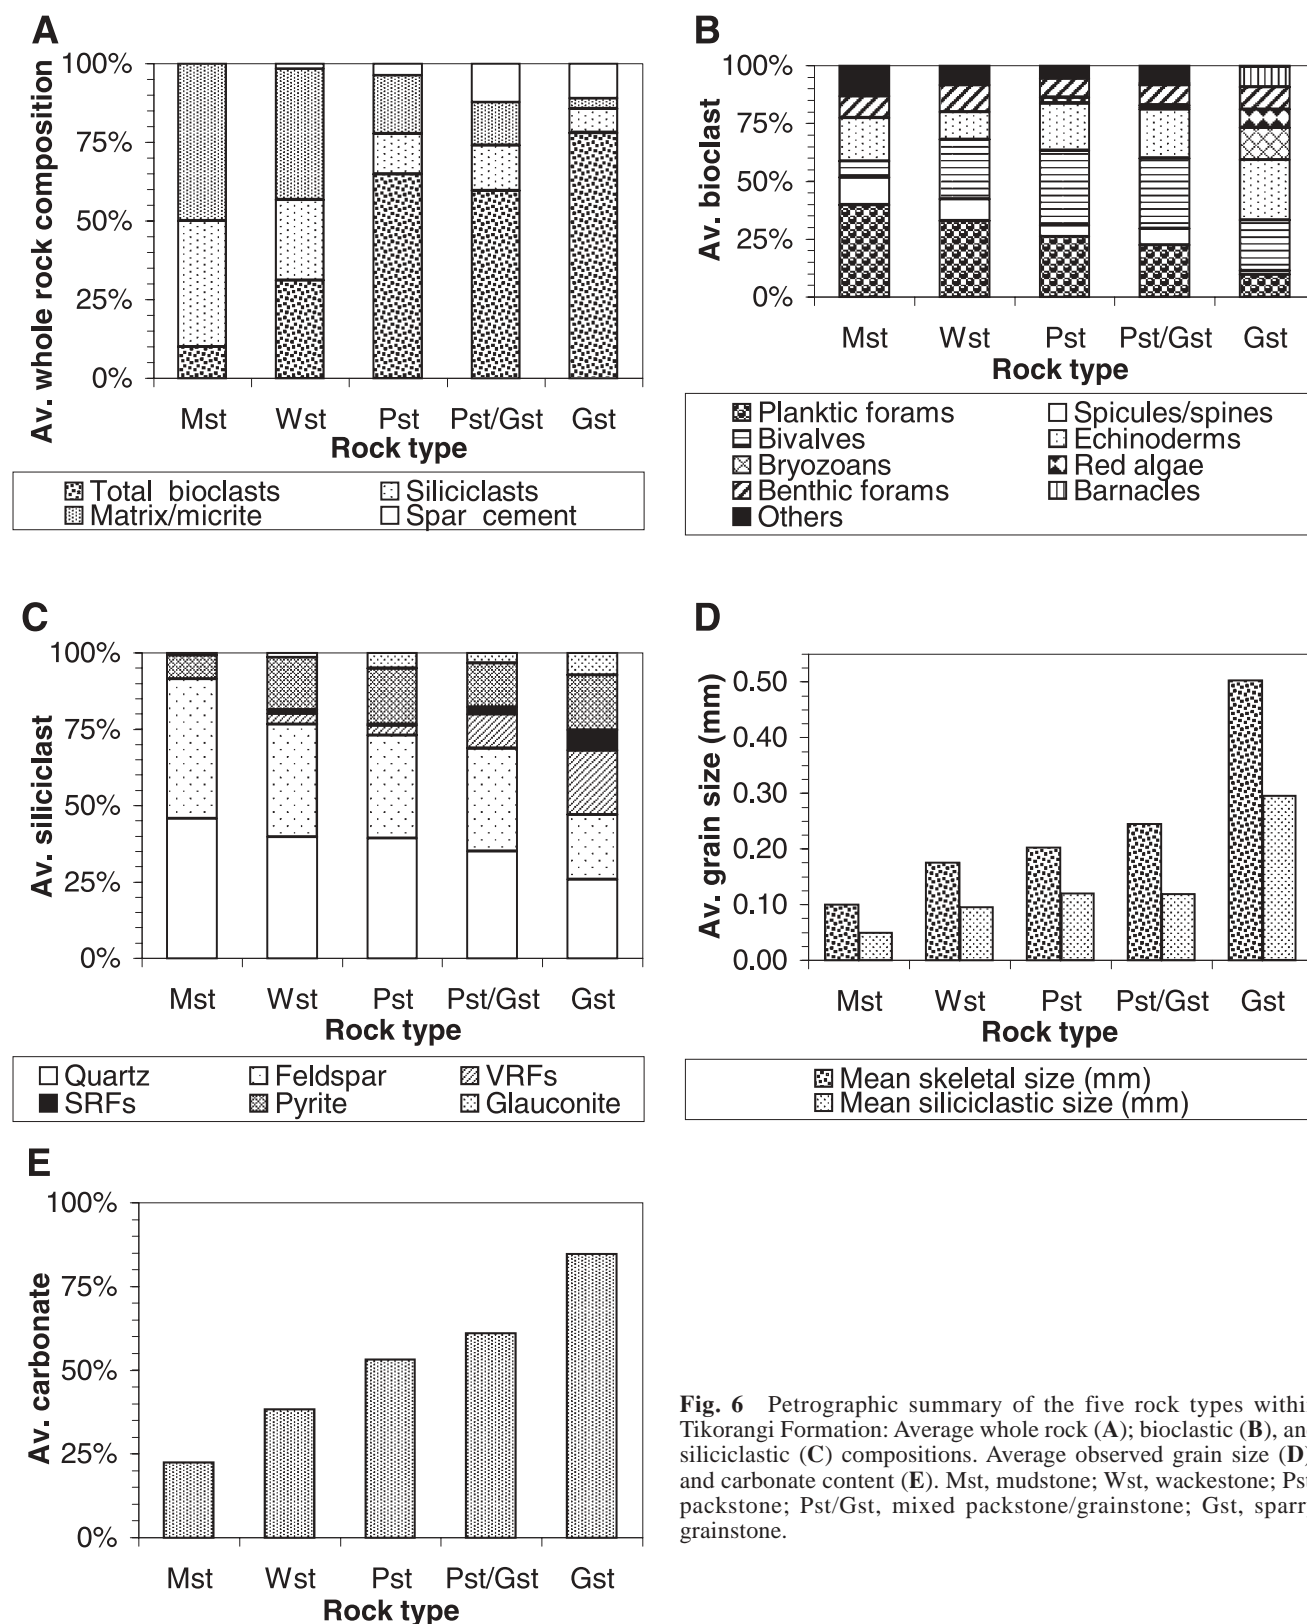 A
Av. whole rock composition
100%
75%
50%
25%
0%
Mst Wst Pst Pst/Gst Gst
Rock type
Total bioclasts Siliciclasts
Matrix/micrite Spar cement
B
Av. bioclast
100%
75%
50%
25%
0%
Mst Wst Pst Pst/Gst Gst
Rock type
Planktic forams Spicules/spines
Bivalves Echinoderms
Bryozoans Red algae
Benthic forams Barnacles
Others
C
Av. siliciclast
100%
75%
50%
25%
0%
Mst Wst Pst Pst/Gst Gst
Rock type
Quartz Feldspar VRFs
SRFs Pyrite Glauconite
D
Av. grain size (mm)
0.50
0.40
0.30
0.20
0.10
0.00
Mst Wst Pst Pst/Gst Gst
Rock type
Mean skeletal size (mm)
Mean siliciclastic size (mm)
E
Av. carbonate
100%
75%
50%
25%
0%
Mst Wst Pst Pst/Gst Gst
Rock type
Fig. 6 Petrographic summary of the five rock types within
Tikorangi Formation: Average whole rock (A); bioclastic (B), and
siliciclastic (C) compositions. Average observed grain size (D)
and carbonate content (E). Mst, mudstone; Wst, wackestone; Pst
packstone; Pst/Gst, mixed packstone/grainstone; Gst, sparry
grainstone.